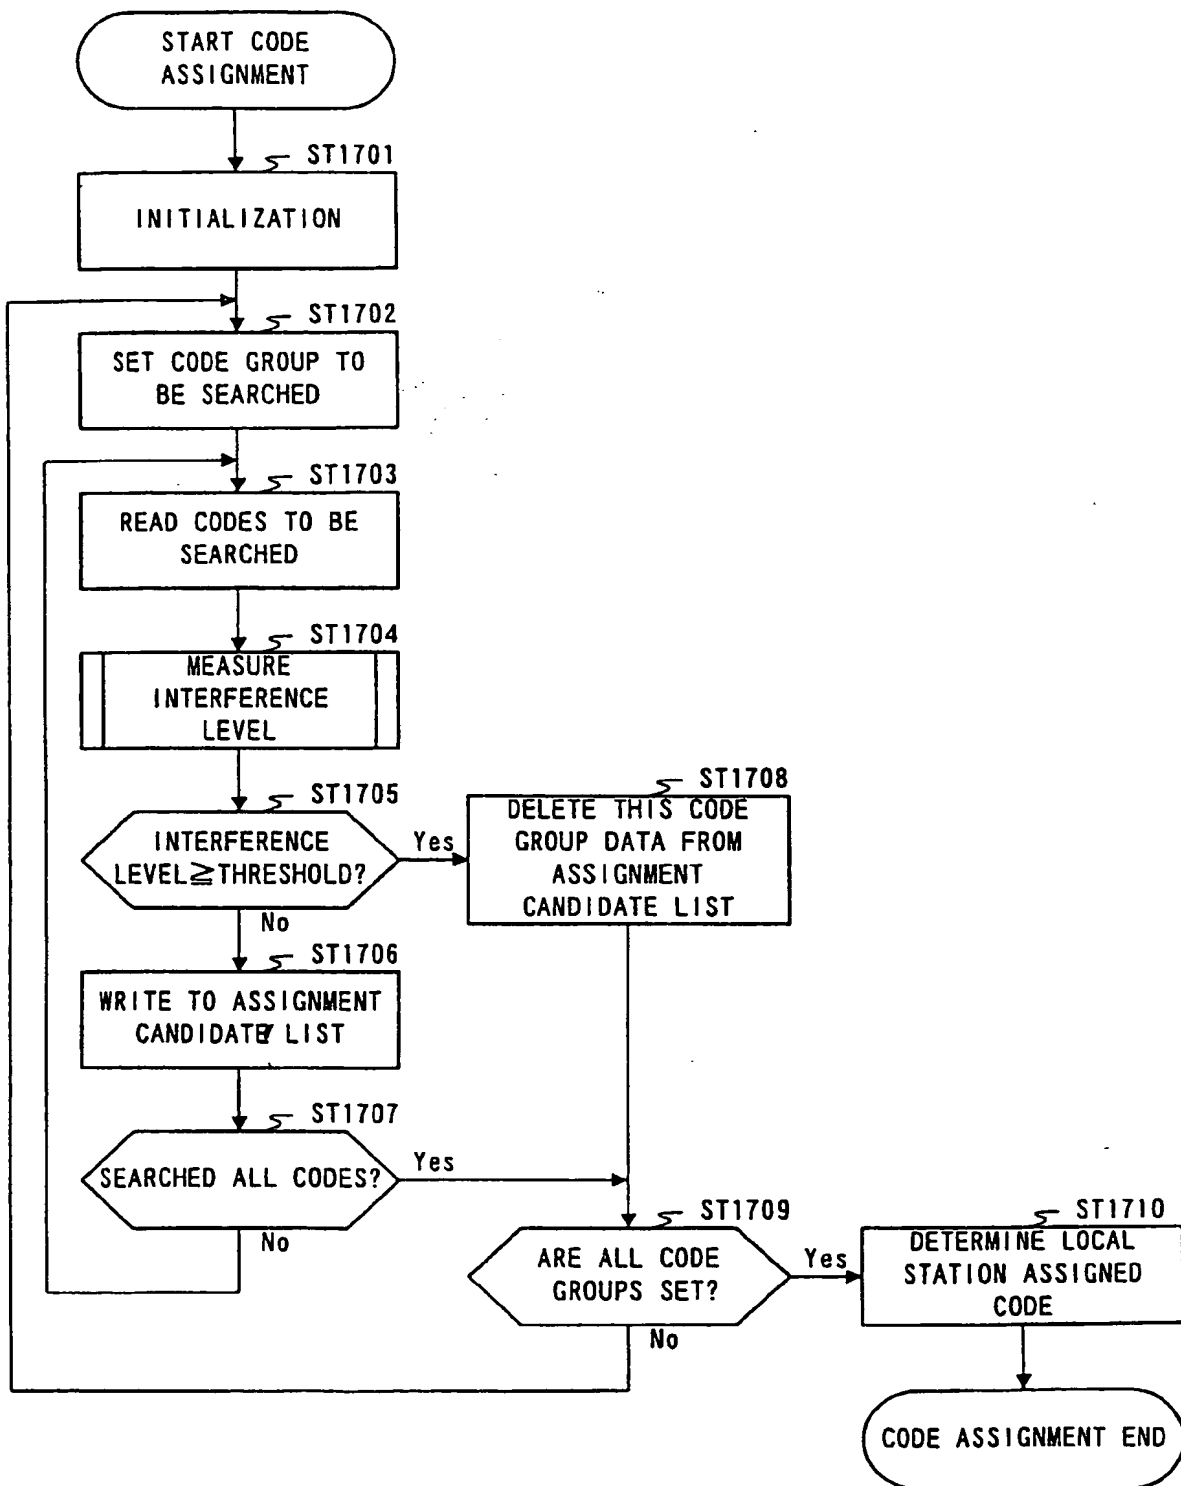 START CODE
ASSIGNMENT
ST1701
INITIALIZATION
ST1702
SET CODE GROUP TO
BE SEARCHED
ST1703
READ CODES TO BE
SEARCHED
ST1704
MEASURE
INTERFERENCE
LEVEL
ST1705
INTERFERENCE
LEVEL≧THRESHOLD?
Yes
No
ST1708
DELETE THIS CODE
GROUP DATA FROM
ASSIGNMENT
CANDIDATE LIST
ST1706
WRITE TO ASSIGNMENT
CANDIDATE LIST
ST1707
SEARCHED ALL CODES?
Yes
No
ST1709
ARE ALL CODE
GROUPS SET?
Yes
No
ST1710
DETERMINE LOCAL
STATION ASSIGNED
CODE
CODE ASSIGNMENT END